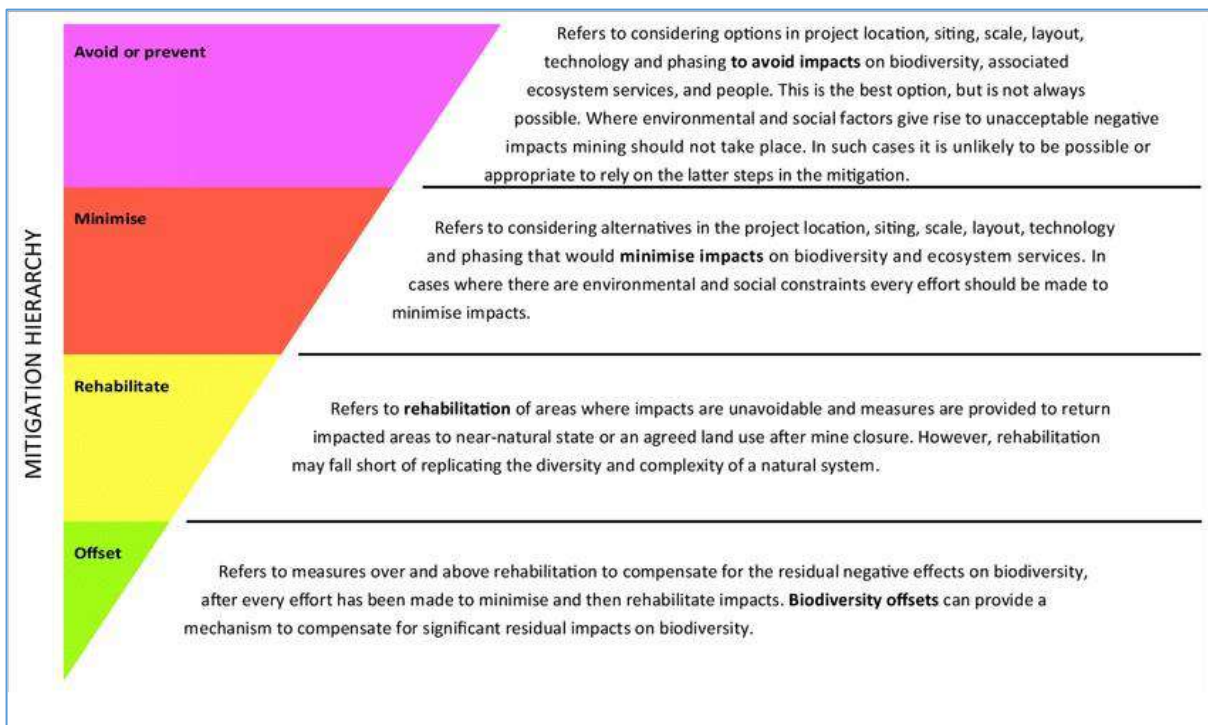 MITIGATION HIERARCHY
Avoid or prevent
Refers to considering options in project location, siting, scale, layout,
technology and phasing to avoid impacts on biodiversity, associated
ecosystem services, and people. This is the best option, but is not always
possible. Where environmental and social factors give rise to unacceptable negative
impacts mining should not take place. In such cases it is unlikely to be possible or
appropriate to rely on the latter steps in the mitigation.
Minimise
Refers to considering alternatives in the project location, siting, scale, layout, technology
and phasing that would minimise impacts on biodiversity and ecosystem services. In
cases where there are environmental and social constraints every effort should be made to
minimise impacts.
Rehabilitate
Refers to rehabilitation of areas where impacts are unavoidable and measures are provided to return
impacted areas to near-natural state or an agreed land use after mine closure. However, rehabilitation
may fall short of replicating the diversity and complexity of a natural system.
Offset
Refers to measures over and above rehabilitation to compensate for the residual negative effects on biodiversity,
after every effort has been made to minimise and then rehabilitate impacts. Biodiversity offsets can provide a
mechanism to compensate for significant residual impacts on biodiversity.